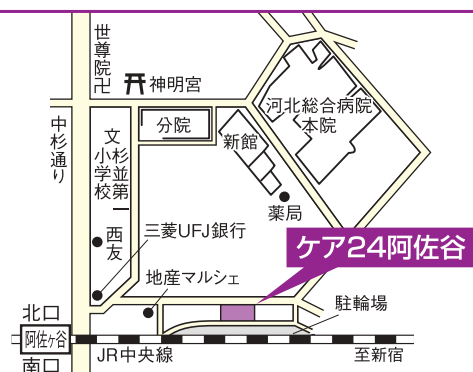 世尊院
卍
神明宮
中杉通り
文
杉並第一
小学校
分院
新館
河北総合病院
本院
薬局
西友
三菱UFJ銀行
地産マルシェ
ケア24阿佐谷
駐輪場
北口
阿佐ヶ谷
南口
JR中央線
至新宿